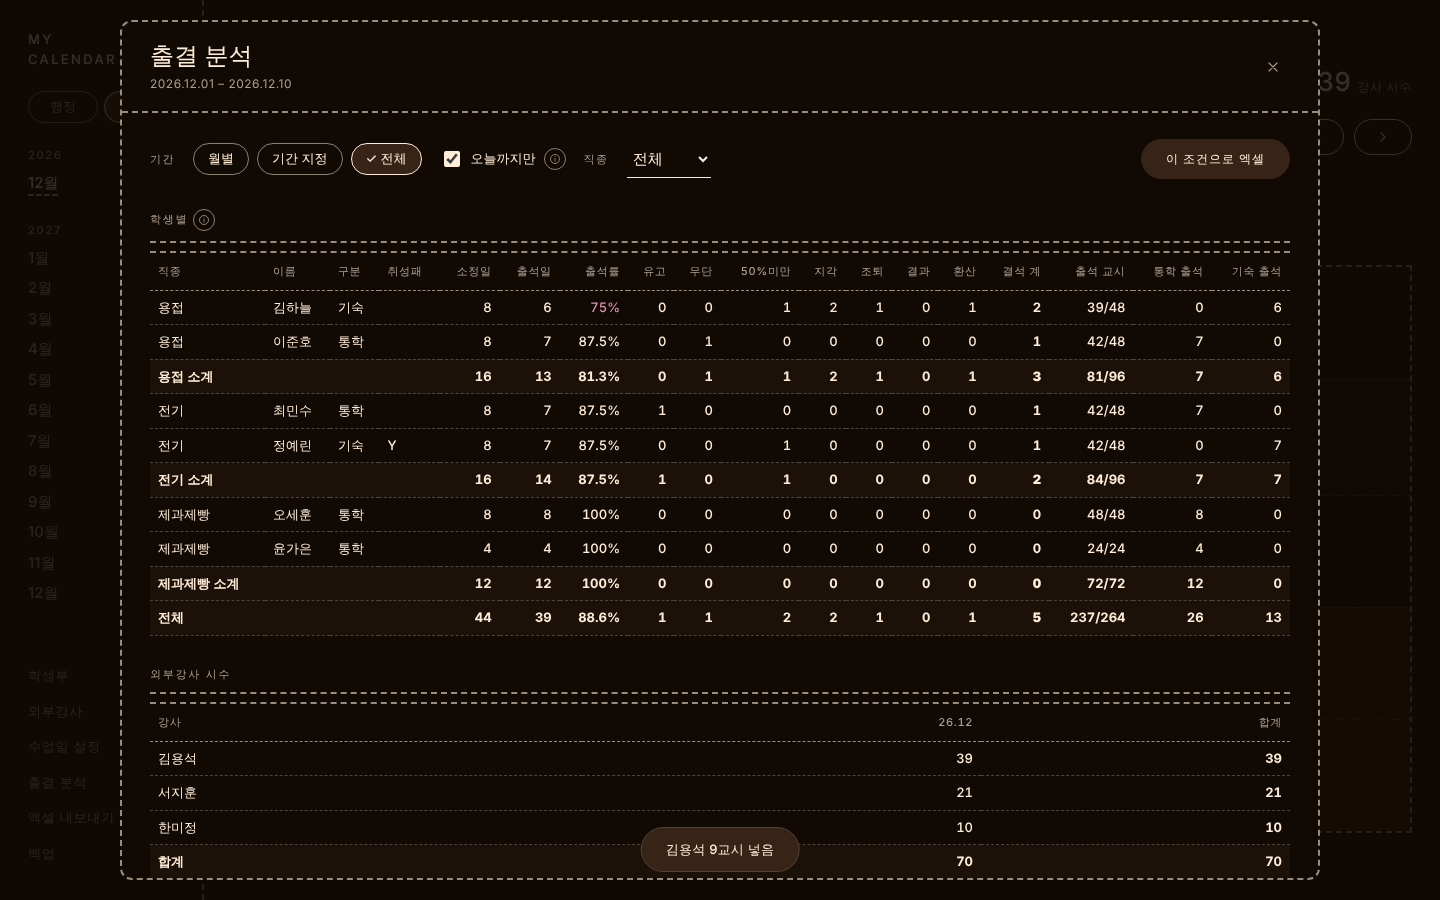 MY
CALENDAR
행정
2026
12월
2027
1월
2월
3월
4월
5월
6월
7월
8월
9월
10월
11월
12월
학생부
외부강사
수업일 설정
출결 분석
엑셀 내보내기
백업
39 강사 시수
출결 분석
2026.12.01 – 2026.12.10
기간 월별 기간 지정 전체 오늘까지만 직종 전체 이 조건으로 엑셀
학생별
직종 이름 구분 취성패 소정일 출석일 출석률 유고 무단 50%미만 지각 조퇴 결과 환산 결석 계 출석 교시 통학 출석 기숙 출석
용접 김하늘 기숙 8 6 75% 0 0 1 2 1 0 1 2 39/48 0 6
용접 이준호 통학 8 7 87.5% 0 1 0 0 0 0 0 1 42/48 7 0
용접 소계 16 13 81.3% 0 1 1 2 1 0 1 3 81/96 7 6
전기 최민수 통학 8 7 87.5% 1 0 0 0 0 0 0 1 42/48 7 0
전기 정예린 기숙 Y 8 7 87.5% 0 0 1 0 0 0 0 1 42/48 0 7
전기 소계 16 14 87.5% 1 0 1 0 0 0 0 2 84/96 7 7
제과제빵 오세훈 통학 8 8 100% 0 0 0 0 0 0 0 0 48/48 8 0
제과제빵 윤가은 통학 4 4 100% 0 0 0 0 0 0 0 0 24/24 4 0
제과제빵 소계 12 12 100% 0 0 0 0 0 0 0 0 72/72 12 0
전체 44 39 88.6% 1 1 2 2 1 0 1 5 237/264 26 13
외부강사 시수
강사 26.12 합계
김용석 39 39
서지훈 21 21
한미정 10 10
합계 70 70
김용석 9교시 넣음